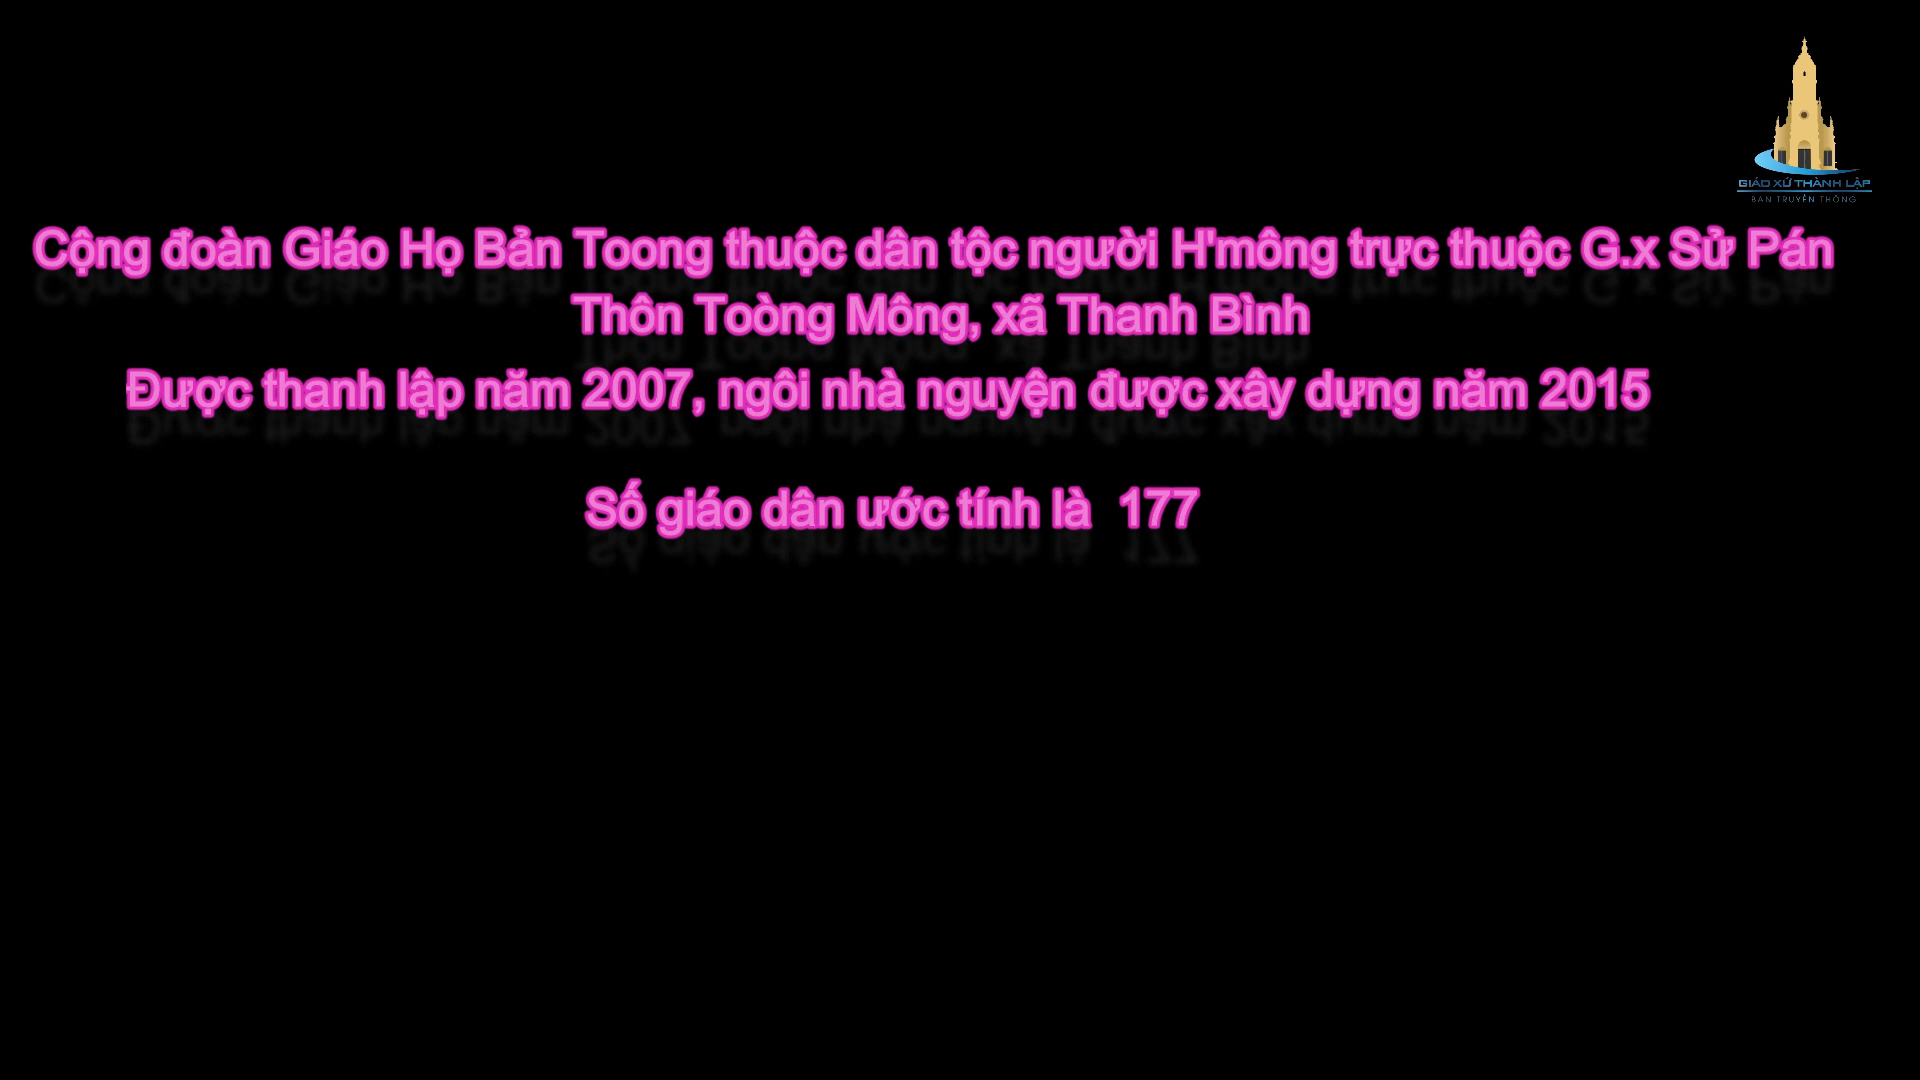 GIÁO XỨ THÀNH LẬP
BAN TRUYỀN THÔNG
Cộng đoàn Giáo Họ Bản Toong thuộc dân tộc người H'mông trực thuộc G.x Sử Pán
Thôn Toòng Mông, xã Thanh Bình
Được thanh lập năm 2007, ngôi nhà nguyện được xây dựng năm 2015
Số giáo dân ước tính là 177